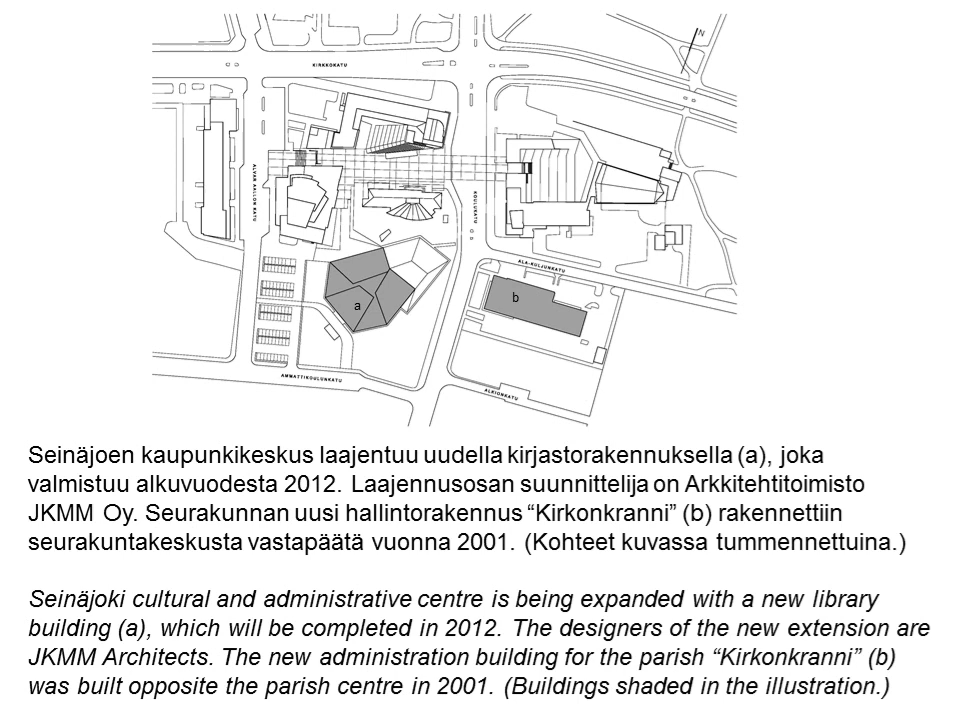 N
KIRKKOKATU
ALVAR AALLON KATU
KOULUKATU
ALA-KULJUNKATU
a
b
AMMATTIKOULUNKATU
ALKIONKATU
Seinäjoen kaupunkikeskus laajentuu uudella kirjastorakennuksella (a), joka
valmistuu alkuvuodesta 2012. Laajennusosan suunnittelija on Arkkitehtitoimisto
JKMM Oy. Seurakunnan uusi hallintorakennus “Kirkonkranni” (b) rakennettiin
seurakuntakeskusta vastapäätä vuonna 2001. (Kohteet kuvassa tummennettuina.)
Seinäjoki cultural and administrative centre is being expanded with a new library
building (a), which will be completed in 2012. The designers of the new extension are
JKMM Architects. The new administration building for the parish “Kirkonkranni” (b)
was built opposite the parish centre in 2001. (Buildings shaded in the illustration.)